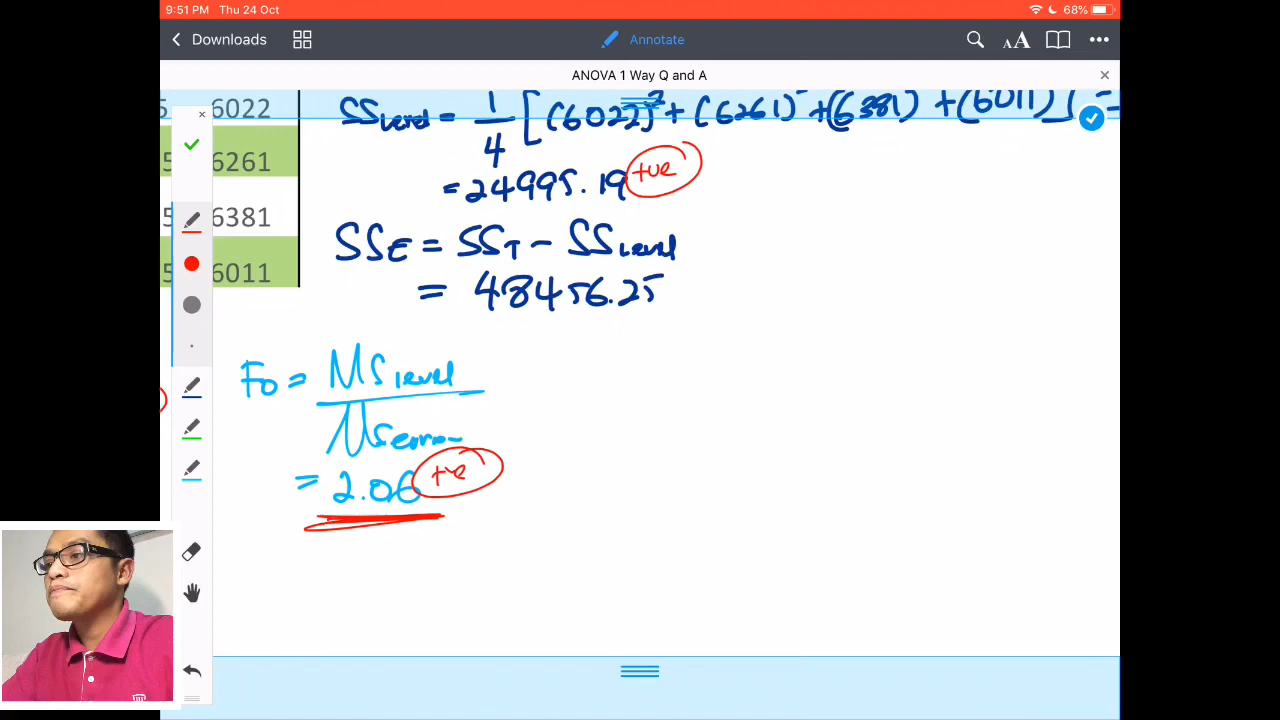 9:51 PM Thu 24 Oct 68%
Downloads Annotate AA
ANOVA 1 Way Q and A
6022
6261
6381
6011
SSLevel = 1/4 [(6022)² + (6261)² + (6381) + (6011)
= 24995.19 +ve
SSE = SST - SSLevel
= 48456.25
F0 = MSLevel
MSError
= 2.06 +ve